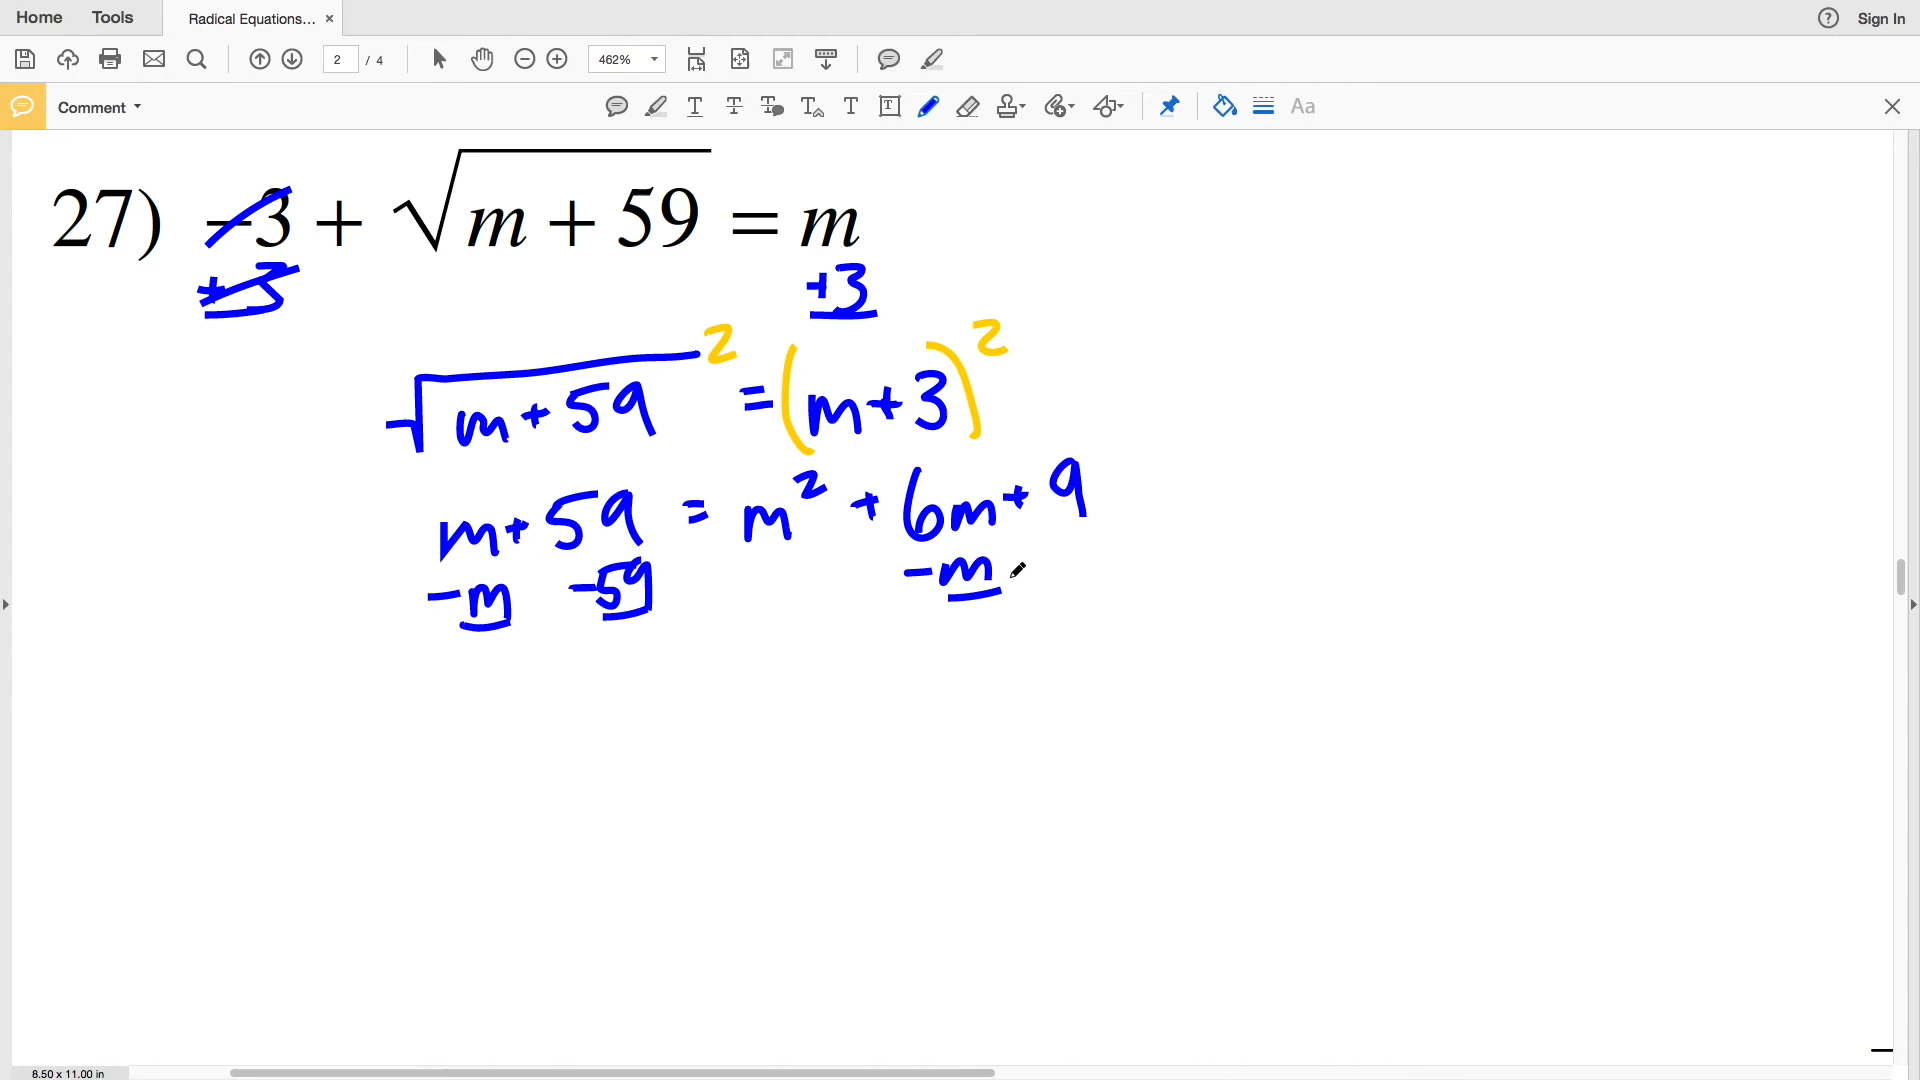 Home Tools Radical Equations... × ? Sign In
2 / 4 462%
Comment T T T T T T Aa
27) −3 + √m + 59 = m
+3 +3
√m + 59 2 = (m + 3)2
m + 59 = m2 + 6m + 9
-m -59 -m
8.50 x 11.00 in